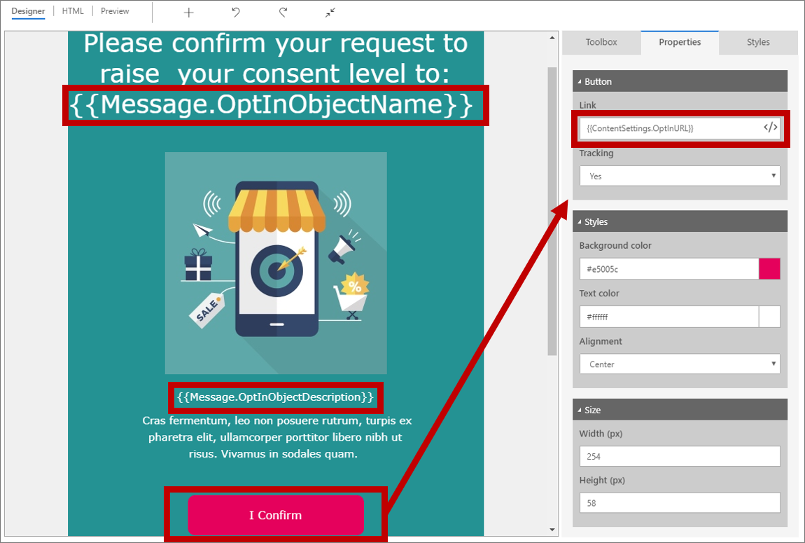 Designer HTML Preview
Toolbox Properties Styles
Please confirm your request to
raise your consent level to:
{{Message.OptInObjectName}}
SALE
%
{{Message.OptInObjectDescription}}
Cras fermentum, leo non posuere rutrum, turpis ex
pharetra elit, ullamcorper porttitor libero nibh ut
risus. Vivamus in sodales quam.
I Confirm
Button
Link
{{ContentSettings.OptInURL}} </>
Tracking
Yes
Styles
Background color
#e5005c
Text color
#ffffff
Alignment
Center
Size
Width (px)
254
Height (px)
58